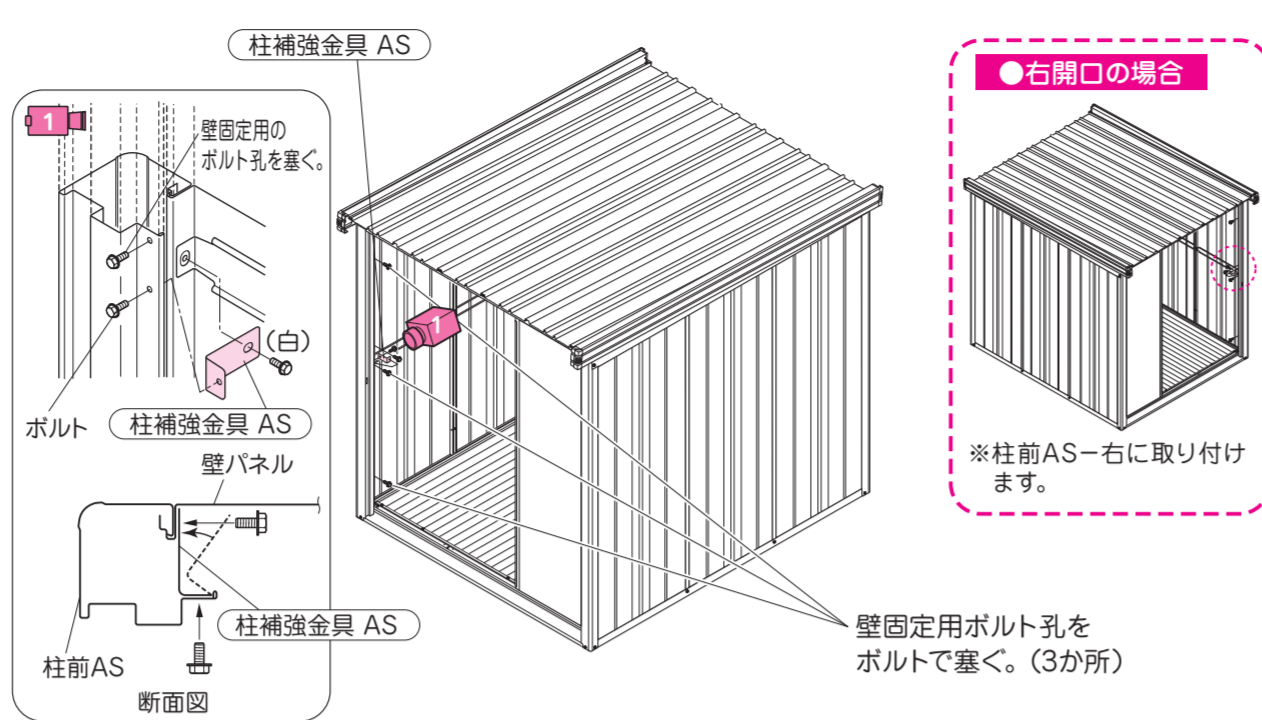 柱補強金具 AS
1
壁固定用の
ボルト孔を塞ぐ。
(白)
ボルト
柱補強金具 AS
壁パネル
柱補強金具 AS
柱前AS
断面図
1
壁固定用ボルト孔を
ボルトで塞ぐ。(3か所)
●右開口の場合
※柱前AS−右に取り付け
ます。